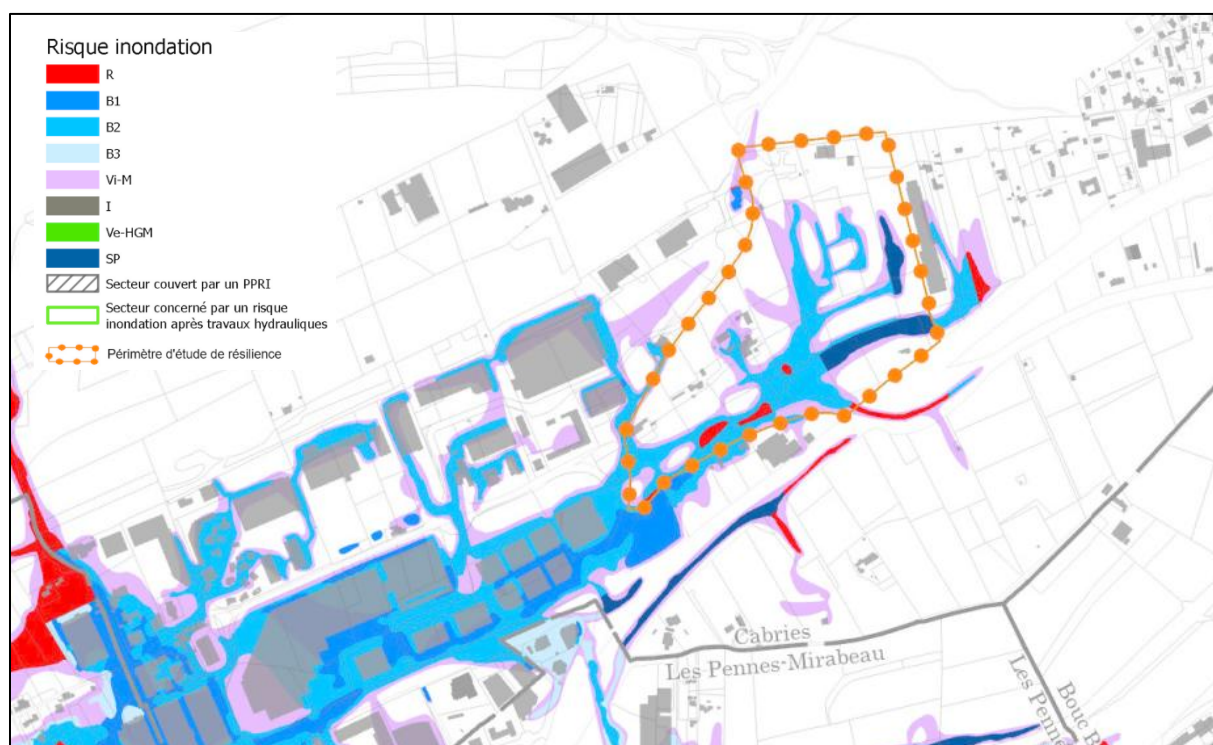 Risque inondation
R
B1
B2
B3
Vi-M
I
Ve-HGM
SP
Secteur couvert par un PPRI
Secteur concerné par un risque
inondation après travaux hydrauliques
Périmètre d'étude de résilience
Cabries
Les Pennes-Mirabeau
Les Penne
Bouc B